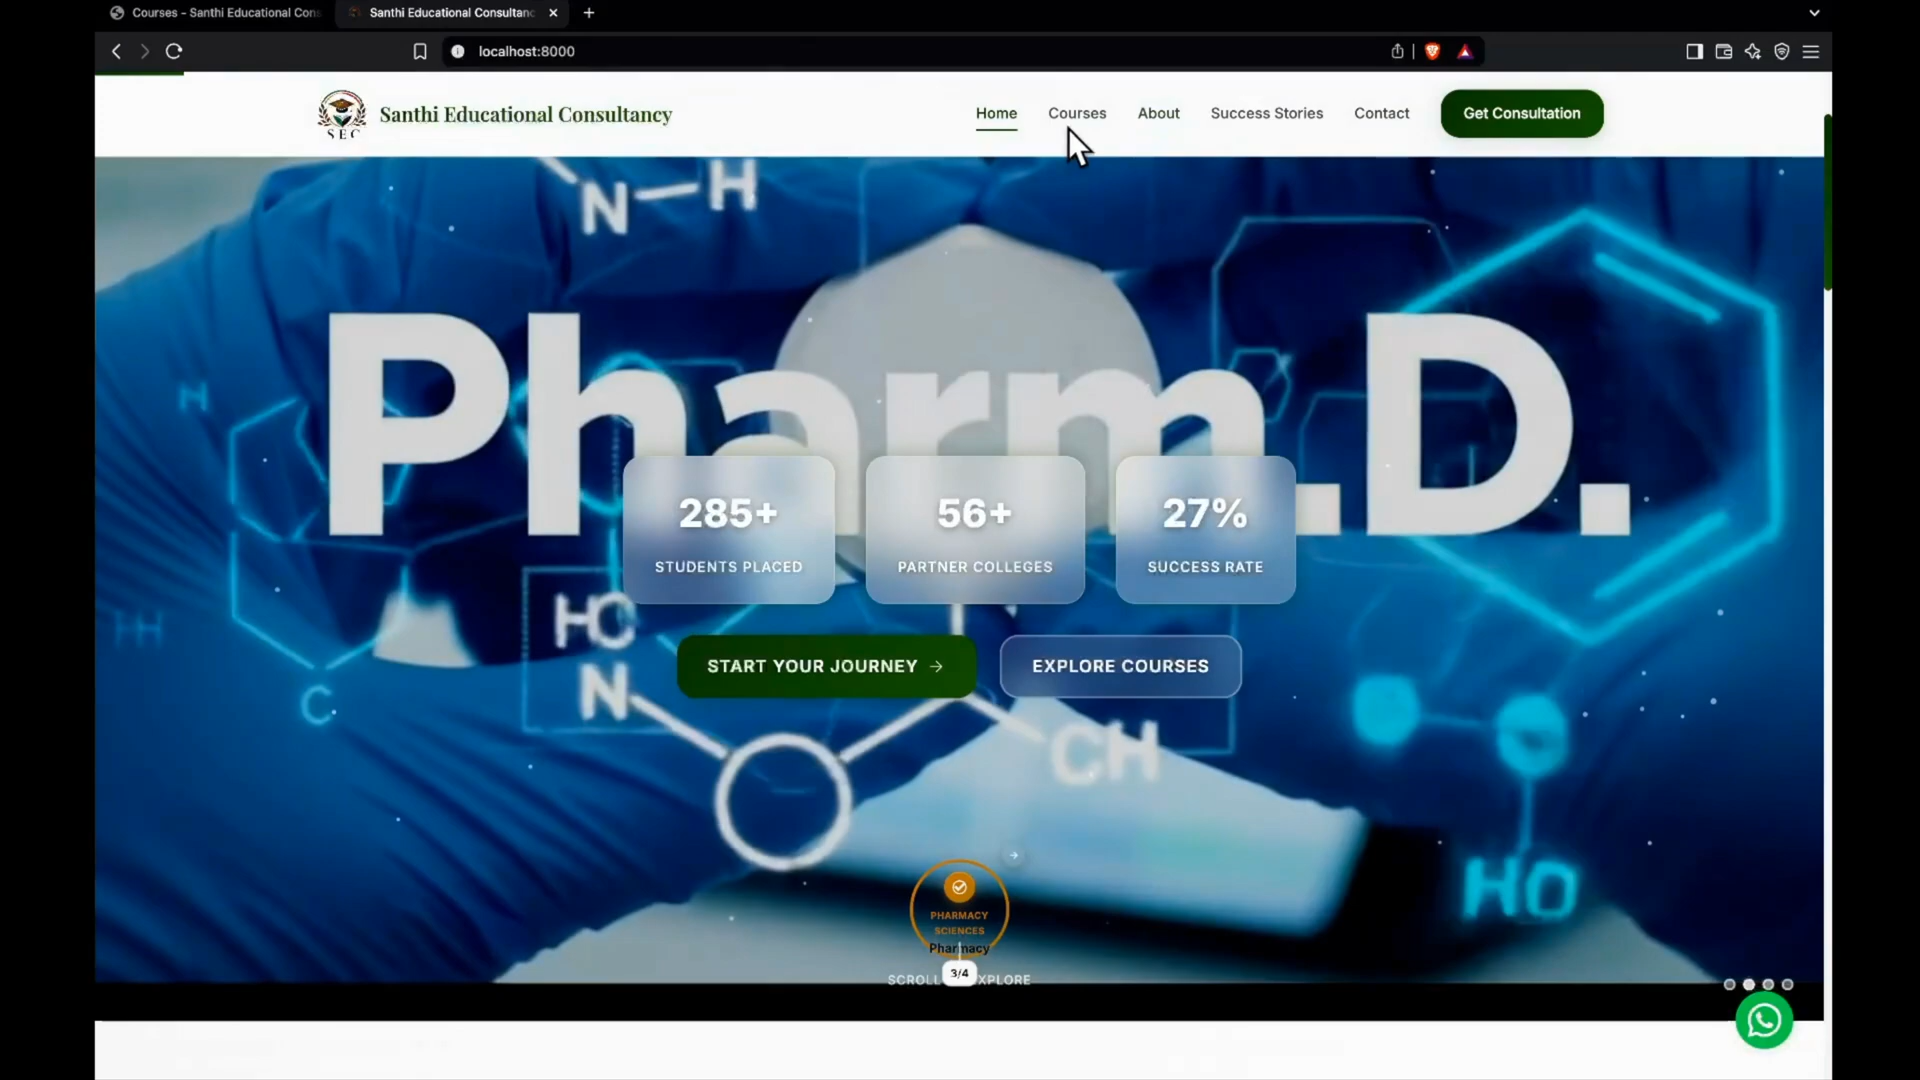 Courses - Santhi Educational Cons
Santhi Educational Consultanc
localhost:8000
SEC
Santhi Educational Consultancy
Home
Courses
About
Success Stories
Contact
Get Consultation
N H
H
Pharm.D.
285+
STUDENTS PLACED
56+
PARTNER COLLEGES
27%
SUCCESS RATE
HO
N
START YOUR JOURNEY →
EXPLORE COURSES
C
CH
HO
PHARMACY
SCIENCES
Pharmacy
SCROLL
3/4
XPLORE